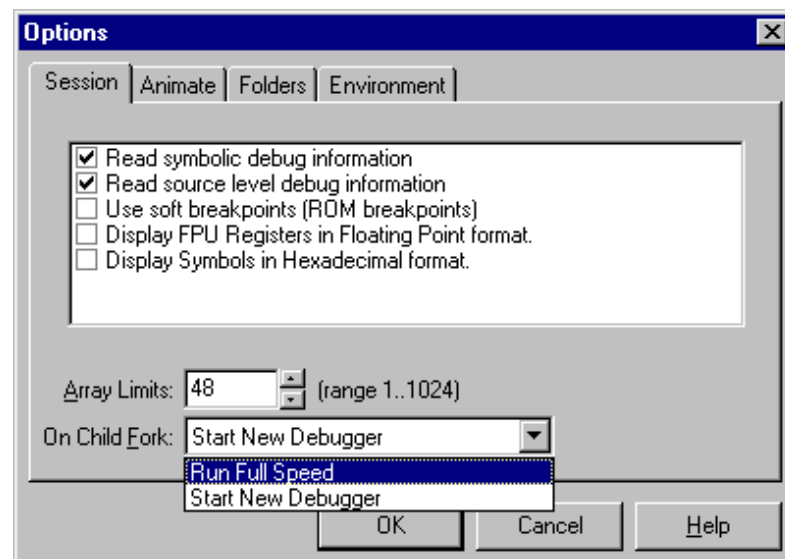 Options
Session Animate Folders Environment
Read symbolic debug information
Read source level debug information
Use soft breakpoints (ROM breakpoints)
Display FPU Registers in Floating Point format.
Display Symbols in Hexadecimal format.
Array Limits: 48 (range 1..1024)
On Child Fork: Start New Debugger
Run Full Speed
Start New Debugger
OK Cancel Help